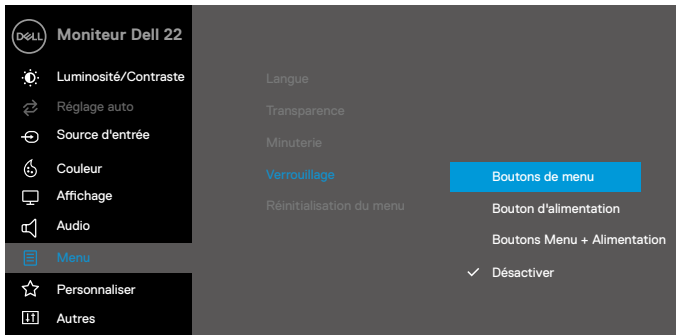 DELL
Moniteur Dell 22
Luminosité/Contraste
Réglage auto
Source d'entrée
Couleur
Affichage
Audio
Menu
Personnaliser
Autres
Langue
Transparence
Minuterie
Verrouillage
Réinitialisation du menu
Boutons de menu
Bouton d'alimentation
Boutons Menu + Alimentation
Désactiver